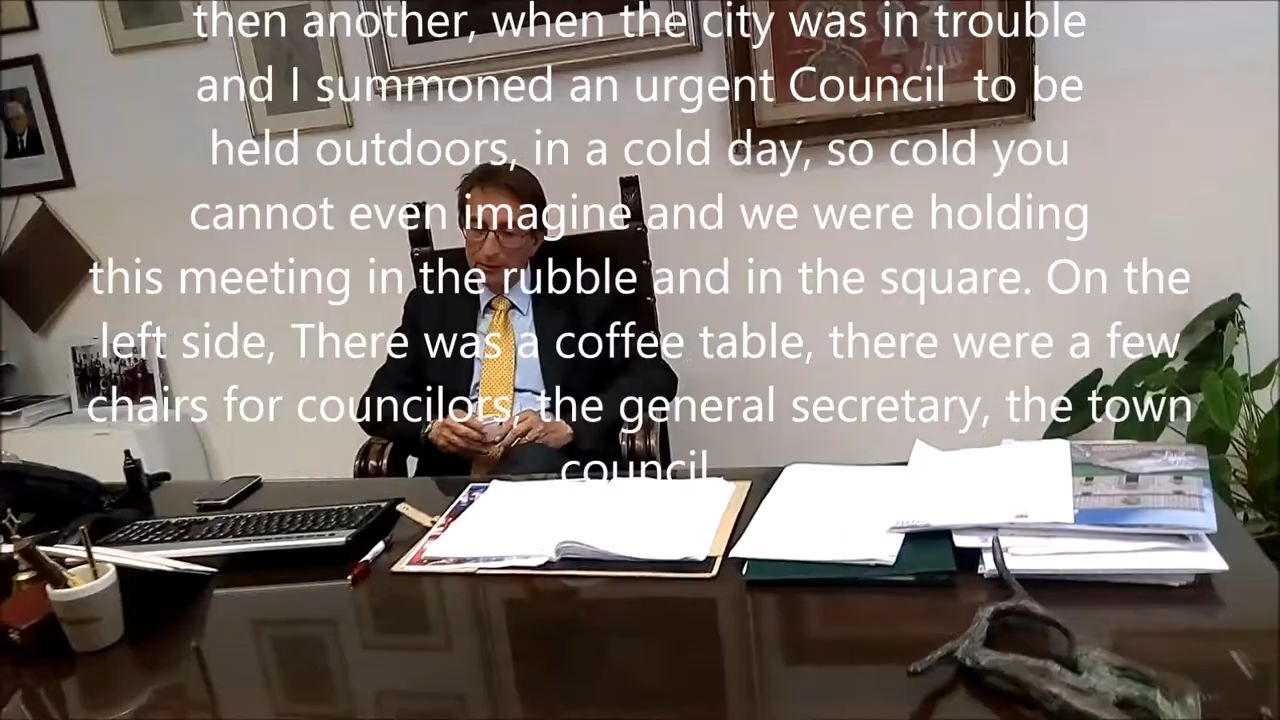 then another, when the city was in trouble
and I summoned an urgent Council  to be
held outdoors, in a cold day, so cold you
cannot even imagine and we were holding
this meeting in the rubble and in the square. On the
left side, There was a coffee table, there were a few
chairs for councilors, the general secretary, the town
council